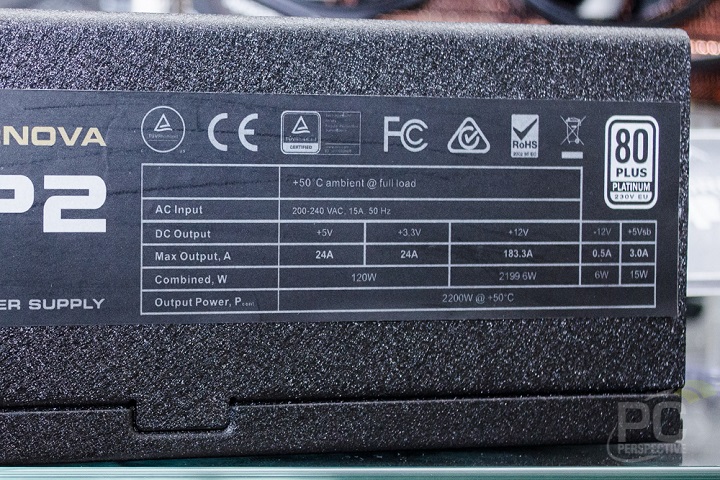 NOVA
P2
ER SUPPLY
CE
CERTIFIED
FC
RoHS
80
PLUS
PLATINUM
230V EU
+50°C ambient @ full load
AC Input 200-240 VAC, 15A, 50 Hz
DC Output +5V +3.3V +12V -12V +5Vsb
Max Output, A 24A 24A 183.3A 0.5A 3.0A
Combined, W 120W 2199.6W 6W 15W
Output Power, Pcont 2200W @ +50°C
PC
PERSPECTIVE